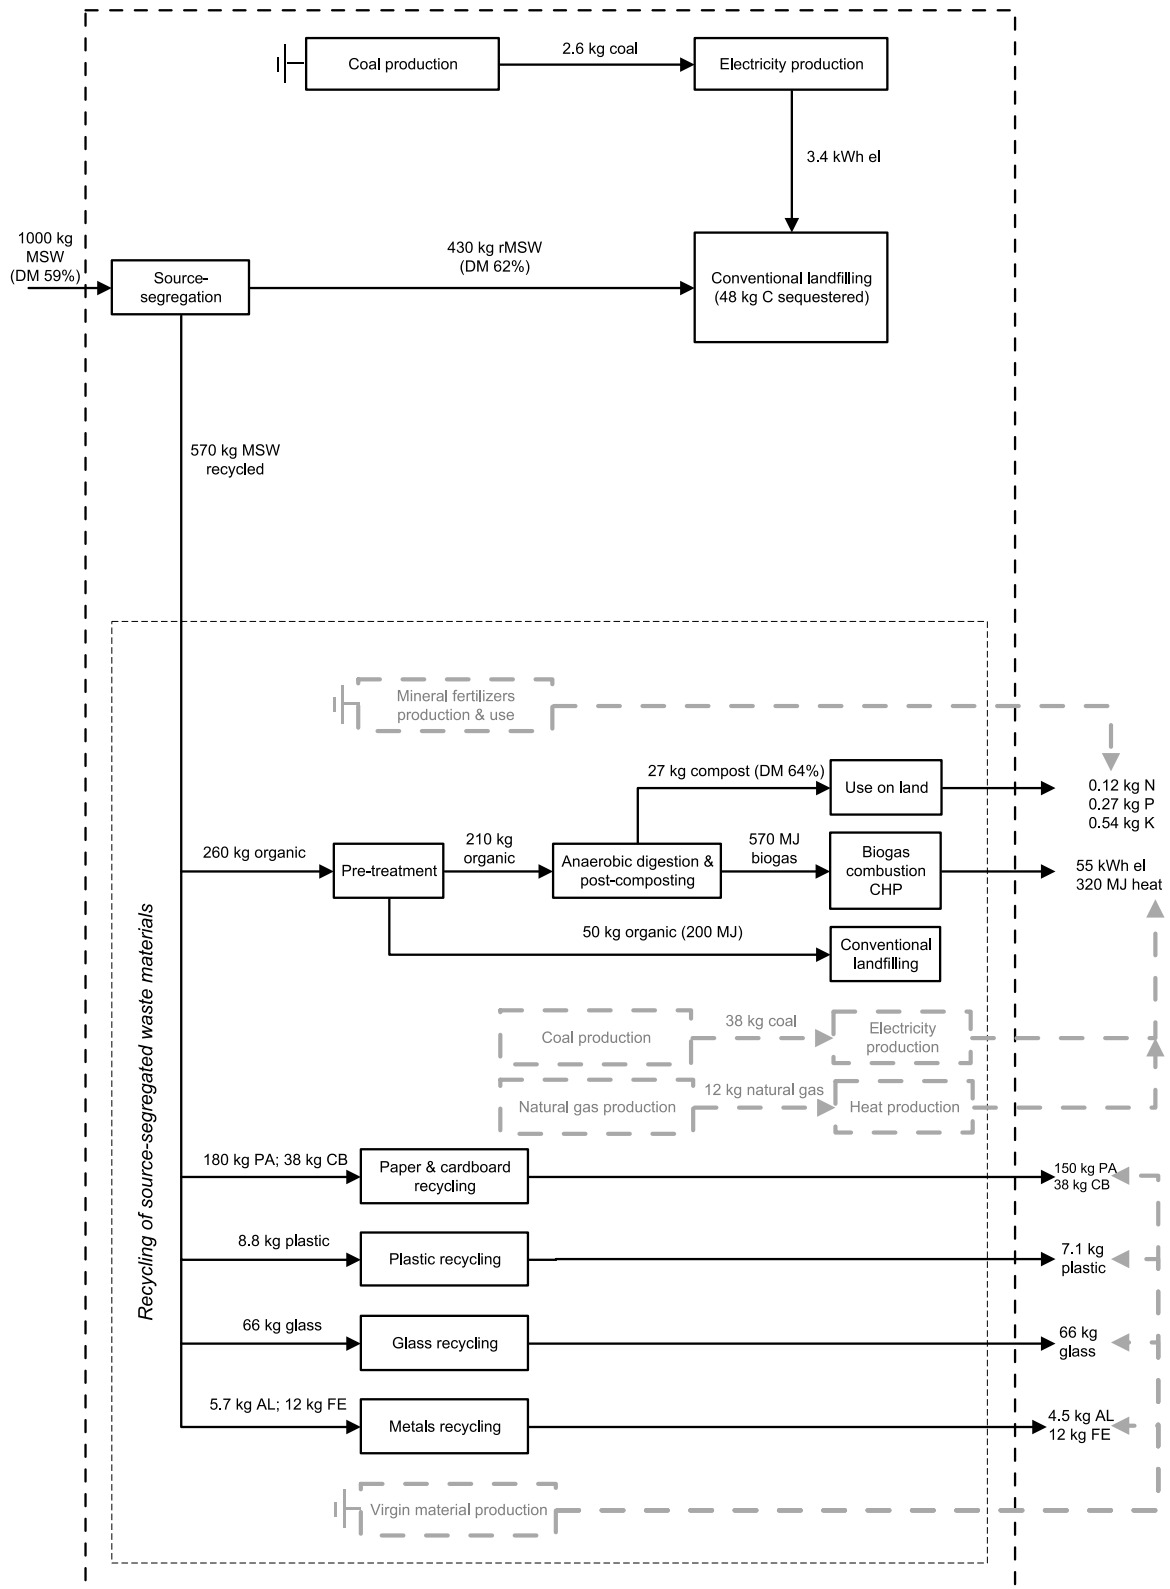 Coal production
2.6 kg coal
Electricity production
3.4 kWh el
1000 kg
MSW
(DM 59%)
Source-
segregation
430 kg rMSW
(DM 62%)
Conventional landfilling
(48 kg C sequestered)
570 kg MSW
recycled
Recycling of source-segregated waste materials
Mineral fertilizers
production & use
27 kg compost (DM 64%)
Use on land
0.12 kg N
0.27 kg P
0.54 kg K
260 kg organic
Pre-treatment
210 kg
organic
Anaerobic digestion &
post-composting
570 MJ
biogas
Biogas
combustion
CHP
55 kWh el
320 MJ heat
50 kg organic (200 MJ)
Conventional
landfilling
Coal production
38 kg coal
Electricity
production
Natural gas production
12 kg natural gas
Heat production
180 kg PA; 38 kg CB
Paper & cardboard
recycling
150 kg PA
38 kg CB
8.8 kg plastic
Plastic recycling
7.1 kg
plastic
66 kg glass
Glass recycling
66 kg
glass
5.7 kg AL; 12 kg FE
Metals recycling
4.5 kg AL
12 kg FE
Virgin material production